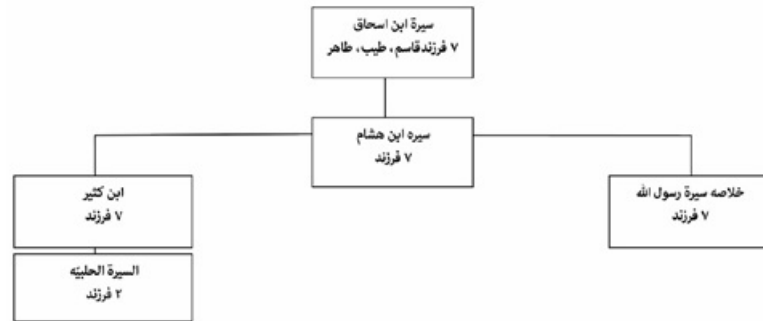 سیرة ابن اسحاق
۷ فرزندقاسم، طیب، طاهر
سیره ابن هشام
۷ فرزند
ابن کثیر
۷ فرزند
خلاصه سیرة رسول الله
۷ فرزند
السیرة الحلبیّه
۲ فرزند